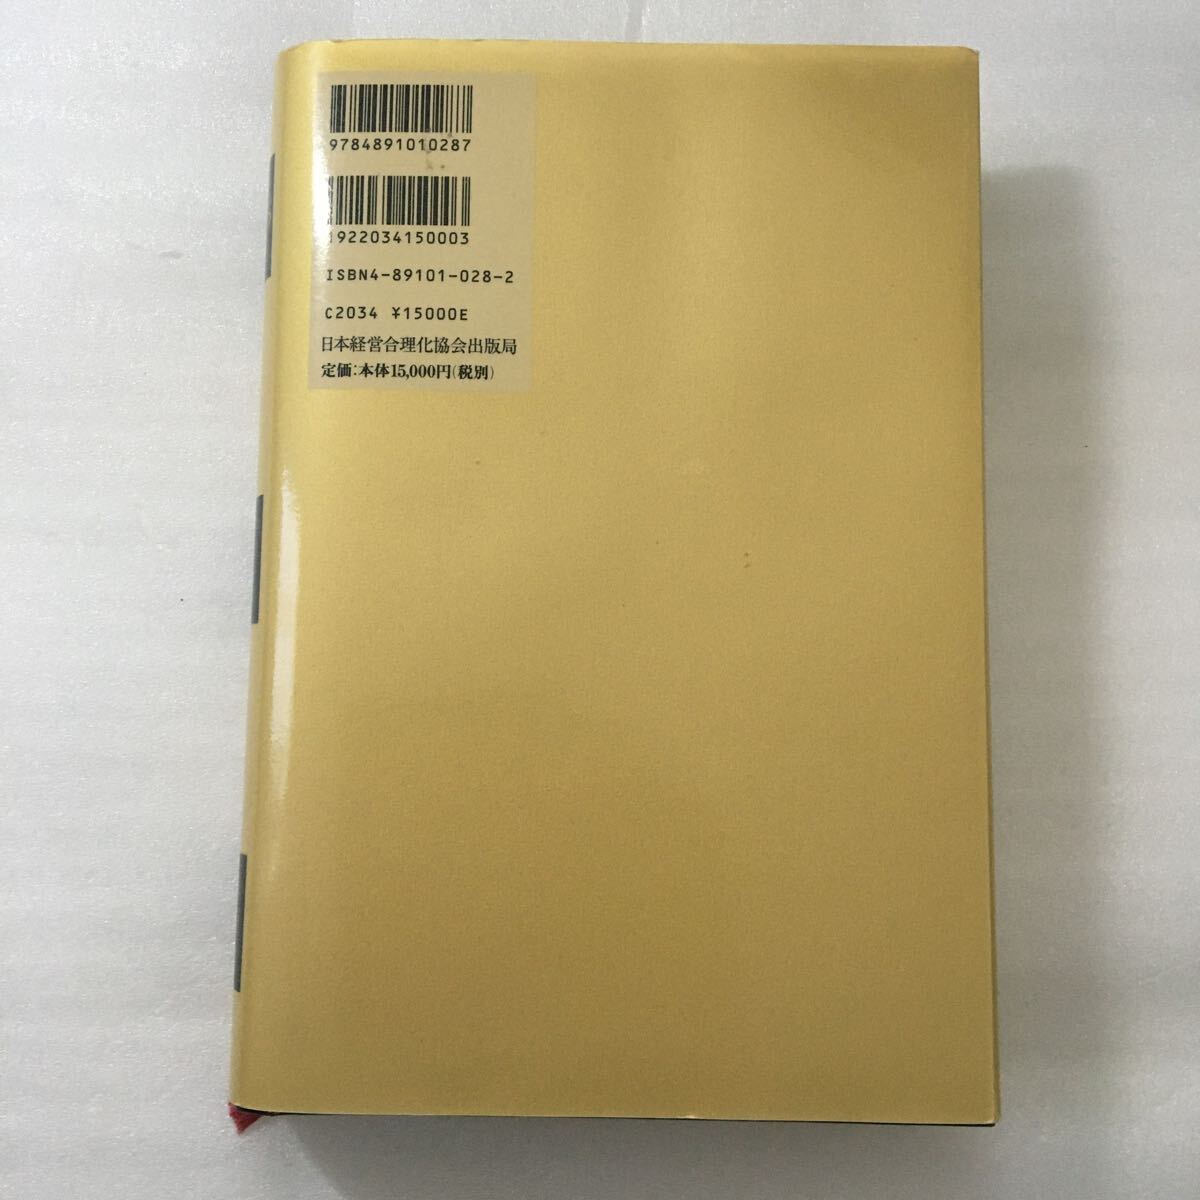 9784891010287
1922034150003
ISBN4-89101-028-2
C2034 ¥15000E
日本経営合理化協会出版局
定価:本体15,000円(税別)